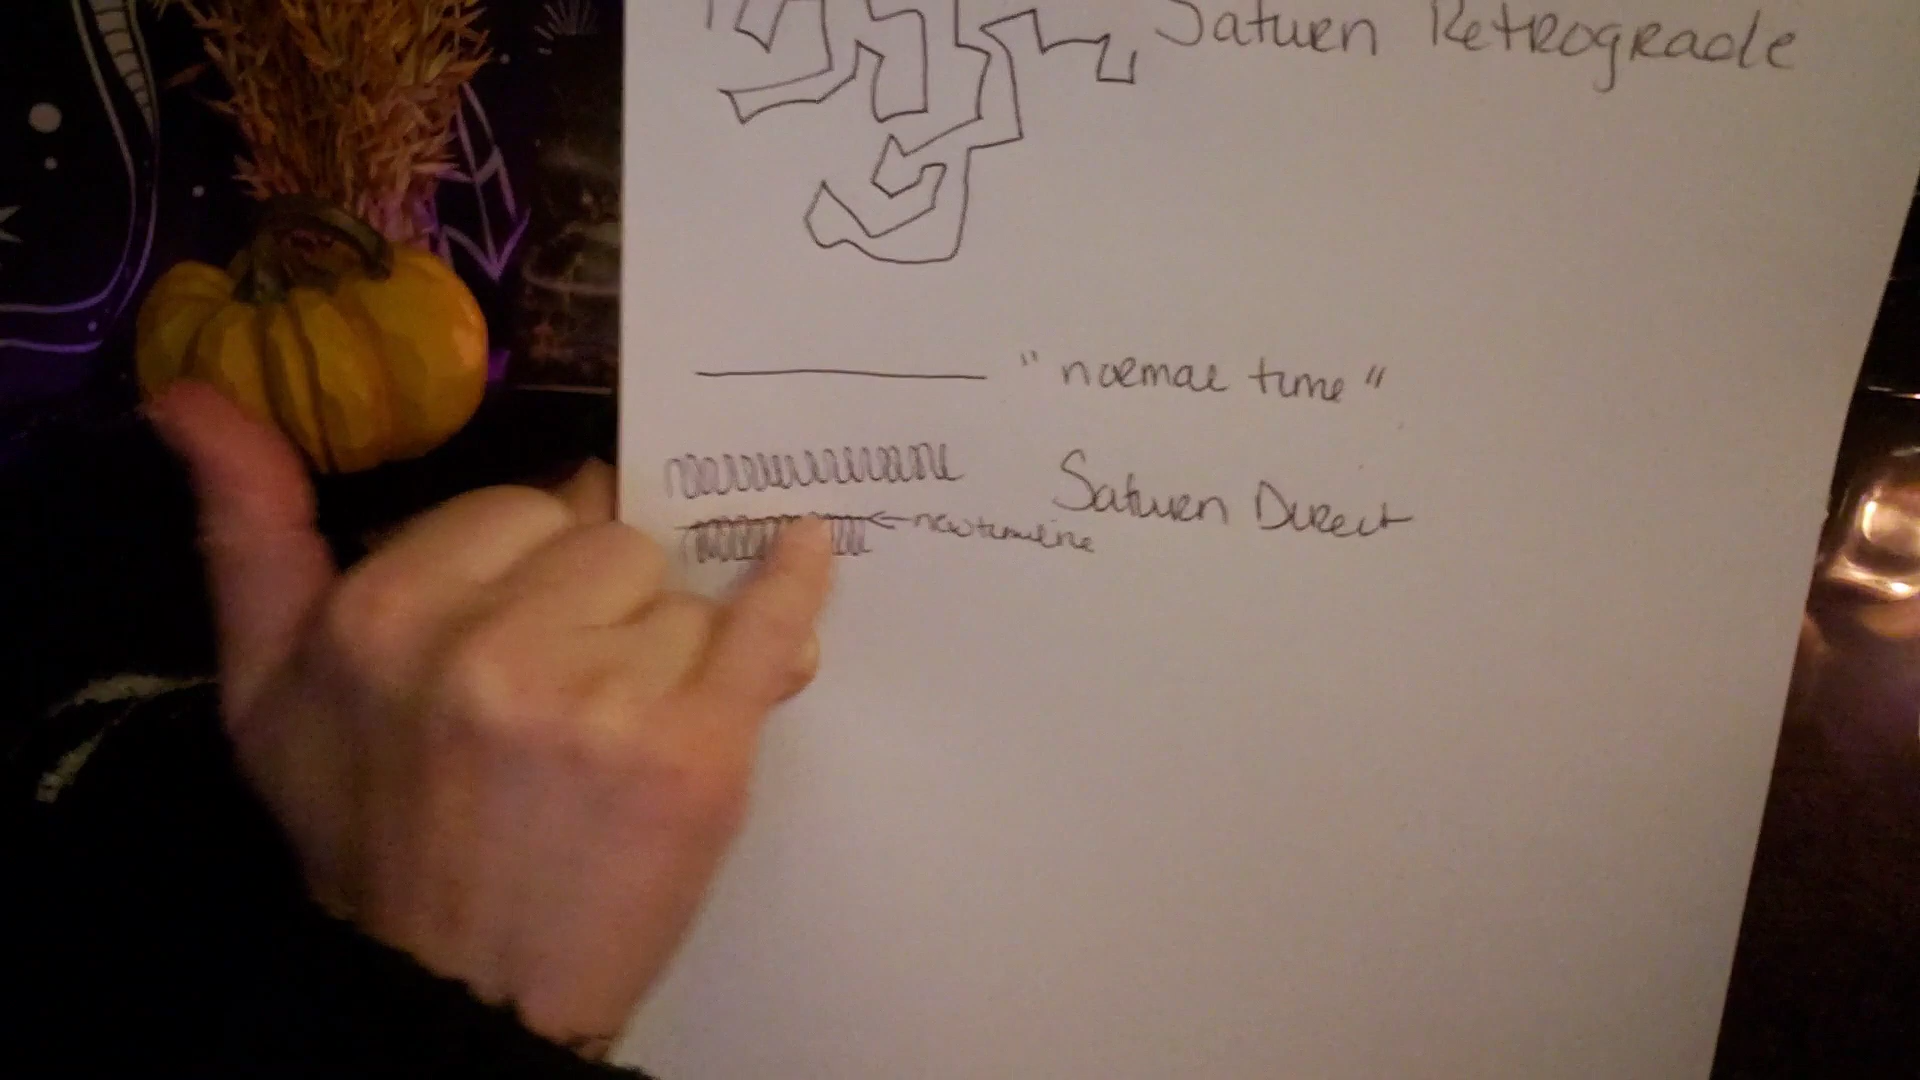 Saturn Retrograde
"normal time"
Saturn Direct
new timeline